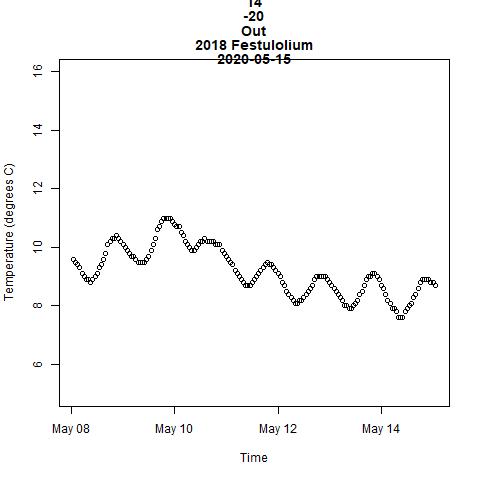 14
-20
Out
2018 Festulolium
2020-05-15
Temperature (degrees C)
16
14
12
10
8
6
May 08
May 10
May 12
May 14
Time